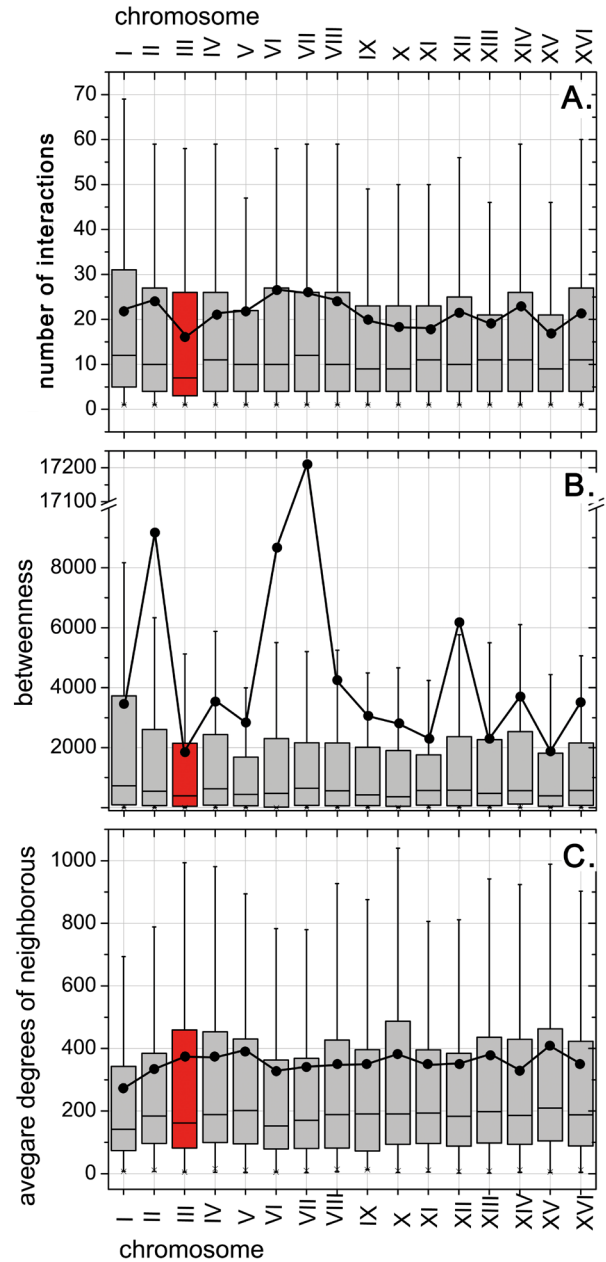 chromosome
I II III IV V VI VII VIII IX X XI XII XIII XIV XV XVI
A.
number of interactions
70
60
50
40
30
20
10
0
B.
betweenness
17200
17100
8000
6000
4000
2000
C.
avegare degrees of neighborous
1000
800
600
400
200
0
I II III IV V VI VII VIII IX X XI XII XIII XIV XV XVI
chromosome